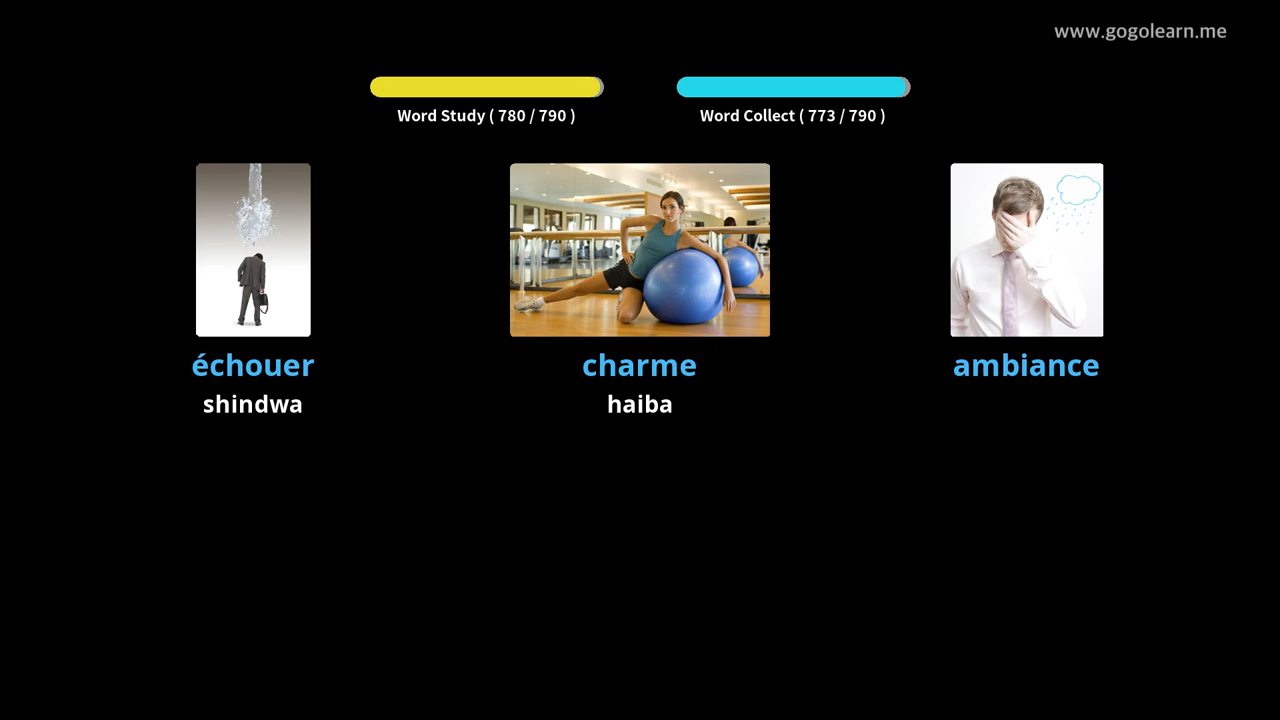 www.gogolearn.me
Word Study ( 780 / 790 )
Word Collect ( 773 / 790 )
échouer
charme
ambiance
shindwa
haiba